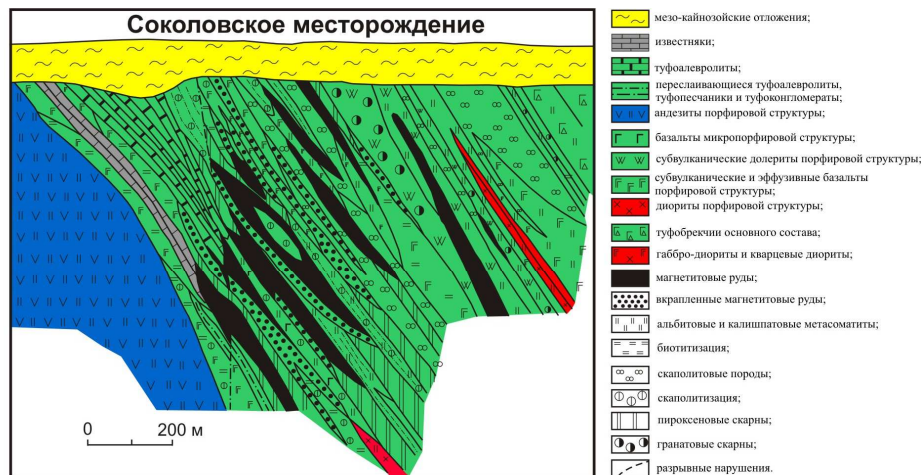 Соколовское месторождение
0 200 м
мезо-кайнозойские отложения;
известняки;
туфоалевролиты;
переслаивающиеся туфоалевролиты,
туфопесчаники и туфоконгломераты;
андезиты порфировой структуры;
базальты микропорфировой структуры;
субвулканические долериты порфировой структуры;
субвулканические и эффузивные базальты
порфировой структуры;
диориты порфировой структуры;
туфобрекчии основного состава;
габбро-диориты и кварцевые диориты;
магнетитовые руды;
вкрапленные магнетитовые руды;
альбитовые и калишпатовые метасоматиты;
биотитизация;
скаполитовые породы;
скаполитизация;
пироксеновые скарны;
гранатовые скарны;
разрывные нарушения.